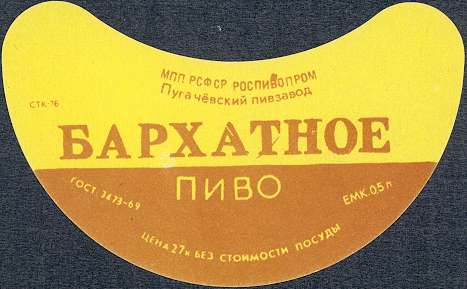 МПП РСФСР РОСПИВОПРОМ
Пугачёвский пивзавод
СТК-76
БАРХАТНОЕ
ПИВО
ГОСТ 3473-69
ЕМК. 0,5 л
ЦЕНА 27к БЕЗ СТОИМОСТИ ПОСУДЫ